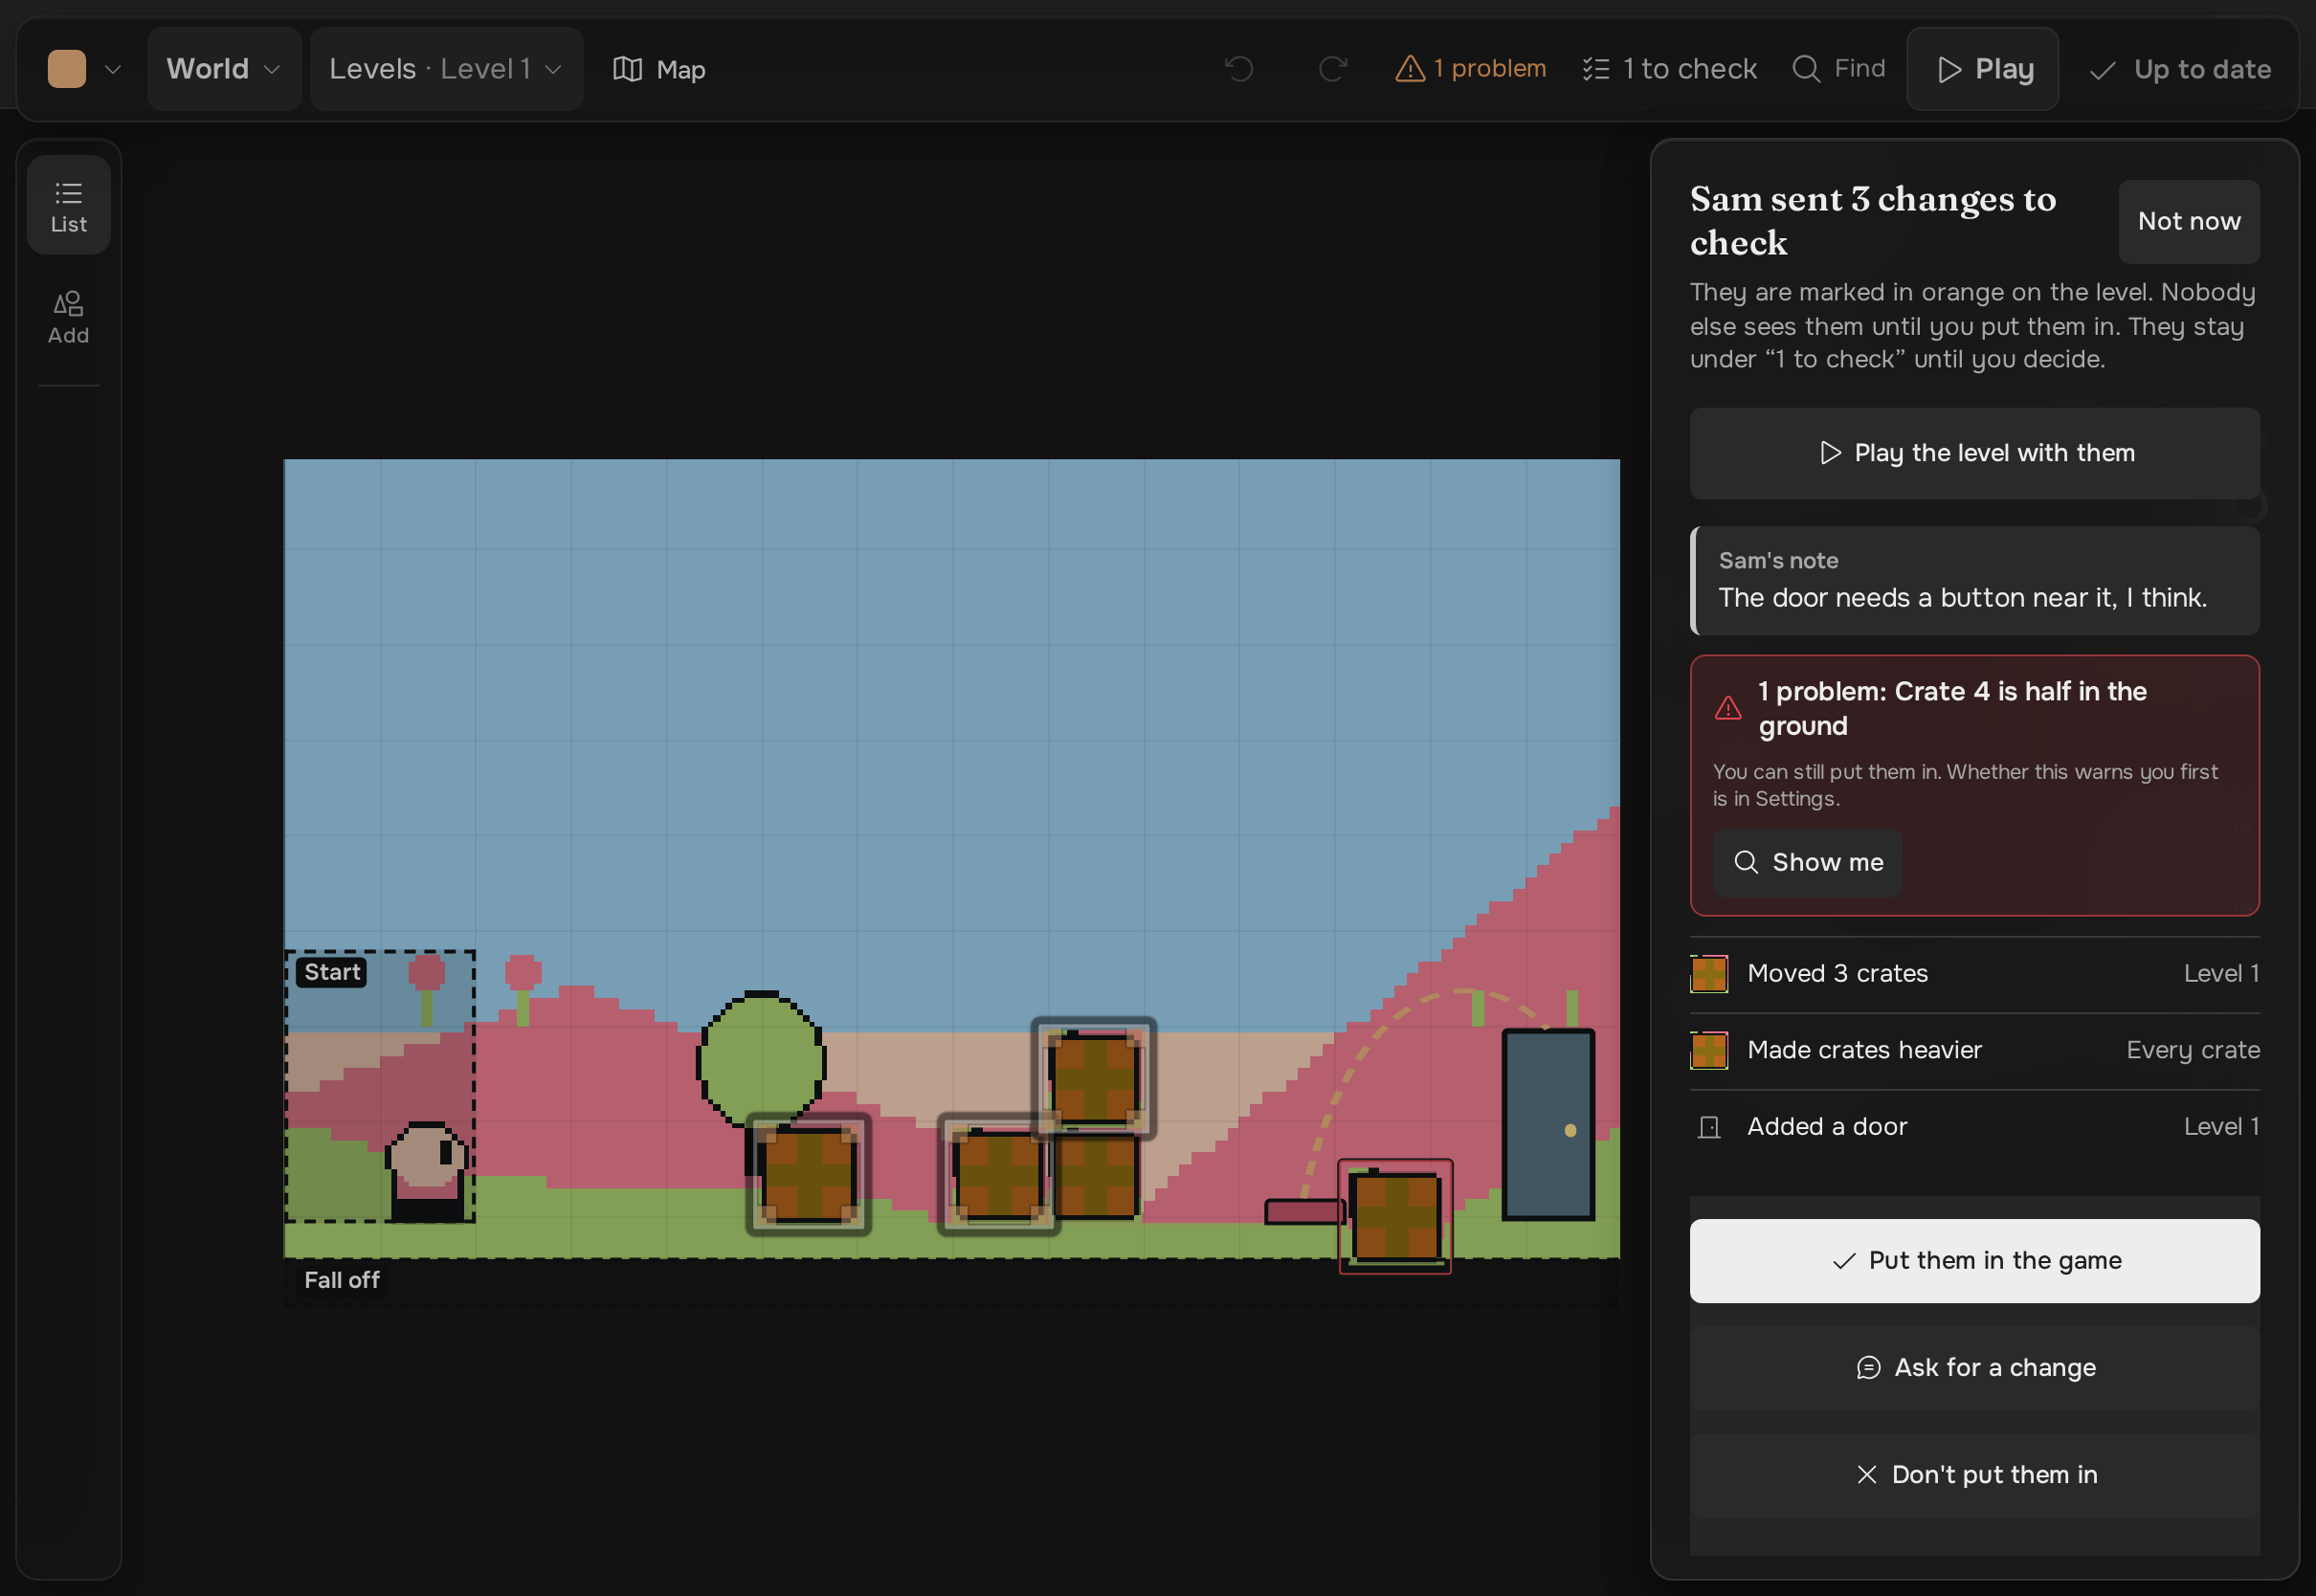 World
Levels · Level 1
Map
1 problem
1 to check
Find
Play
Up to date
List
Add
Start
Fall off
Sam sent 3 changes to
check
Not now
They are marked in orange on the level. Nobody
else sees them until you put them in. They stay
under “1 to check” until you decide.
Play the level with them
Sam's note
The door needs a button near it, I think.
1 problem: Crate 4 is half in the
ground
You can still put them in. Whether this warns you first
is in Settings.
Show me
Moved 3 crates
Level 1
Made crates heavier
Every crate
Added a door
Level 1
Put them in the game
Ask for a change
Don't put them in